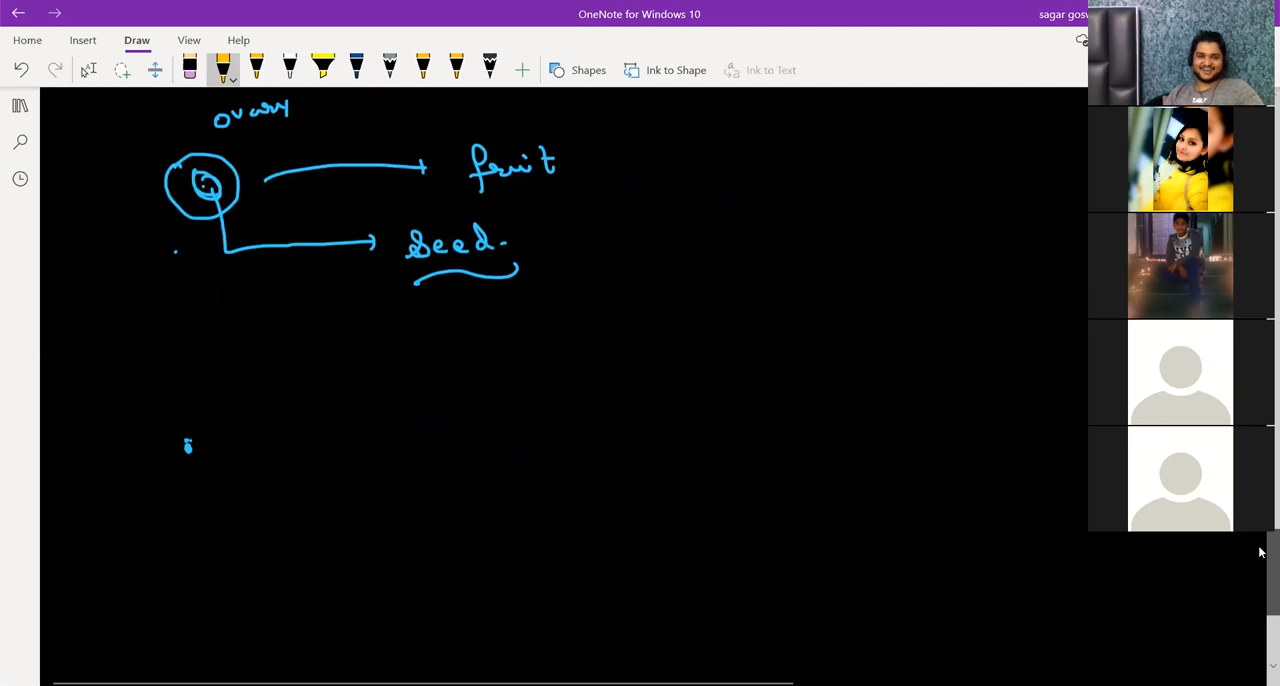 OneNote for Windows 10
sagar gosw
Home Insert Draw View Help
Shapes Ink to Shape Ink to Text
ovary
fruit
Seed.